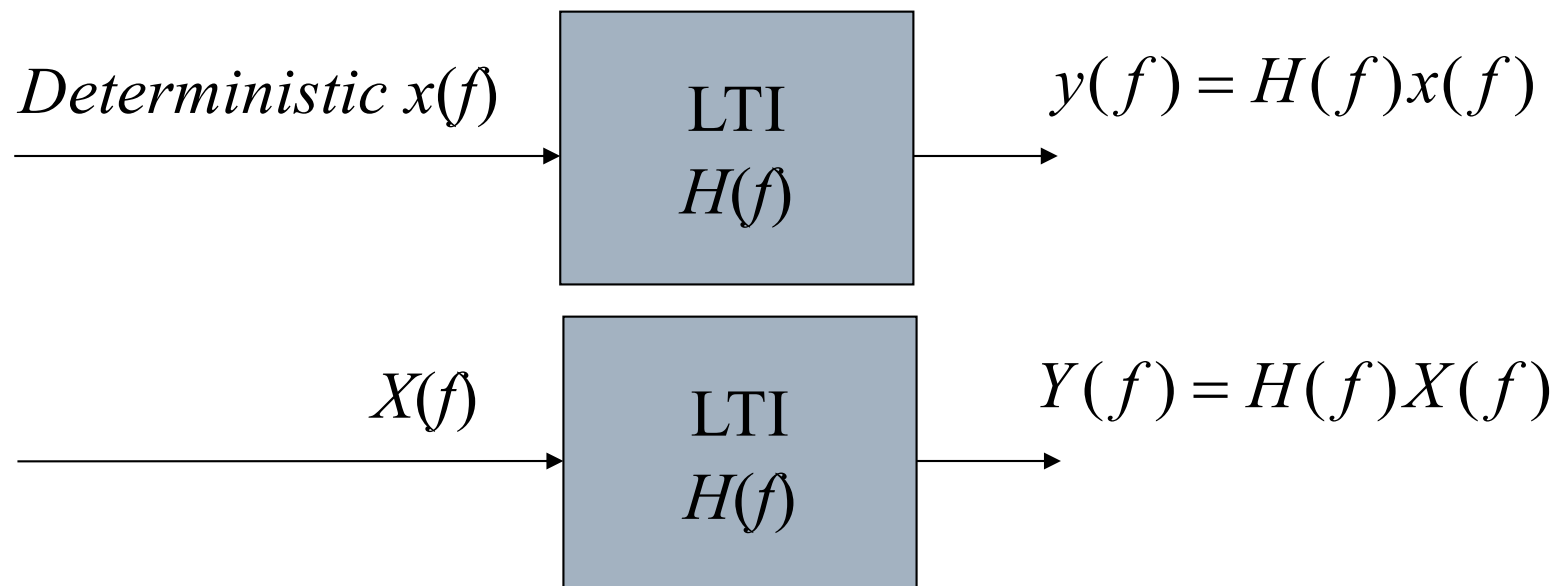 Deterministic x(f)
LTI
H(f)
y(f) = H(f)x(f)
X(f)
LTI
H(f)
Y(f) = H(f)X(f)